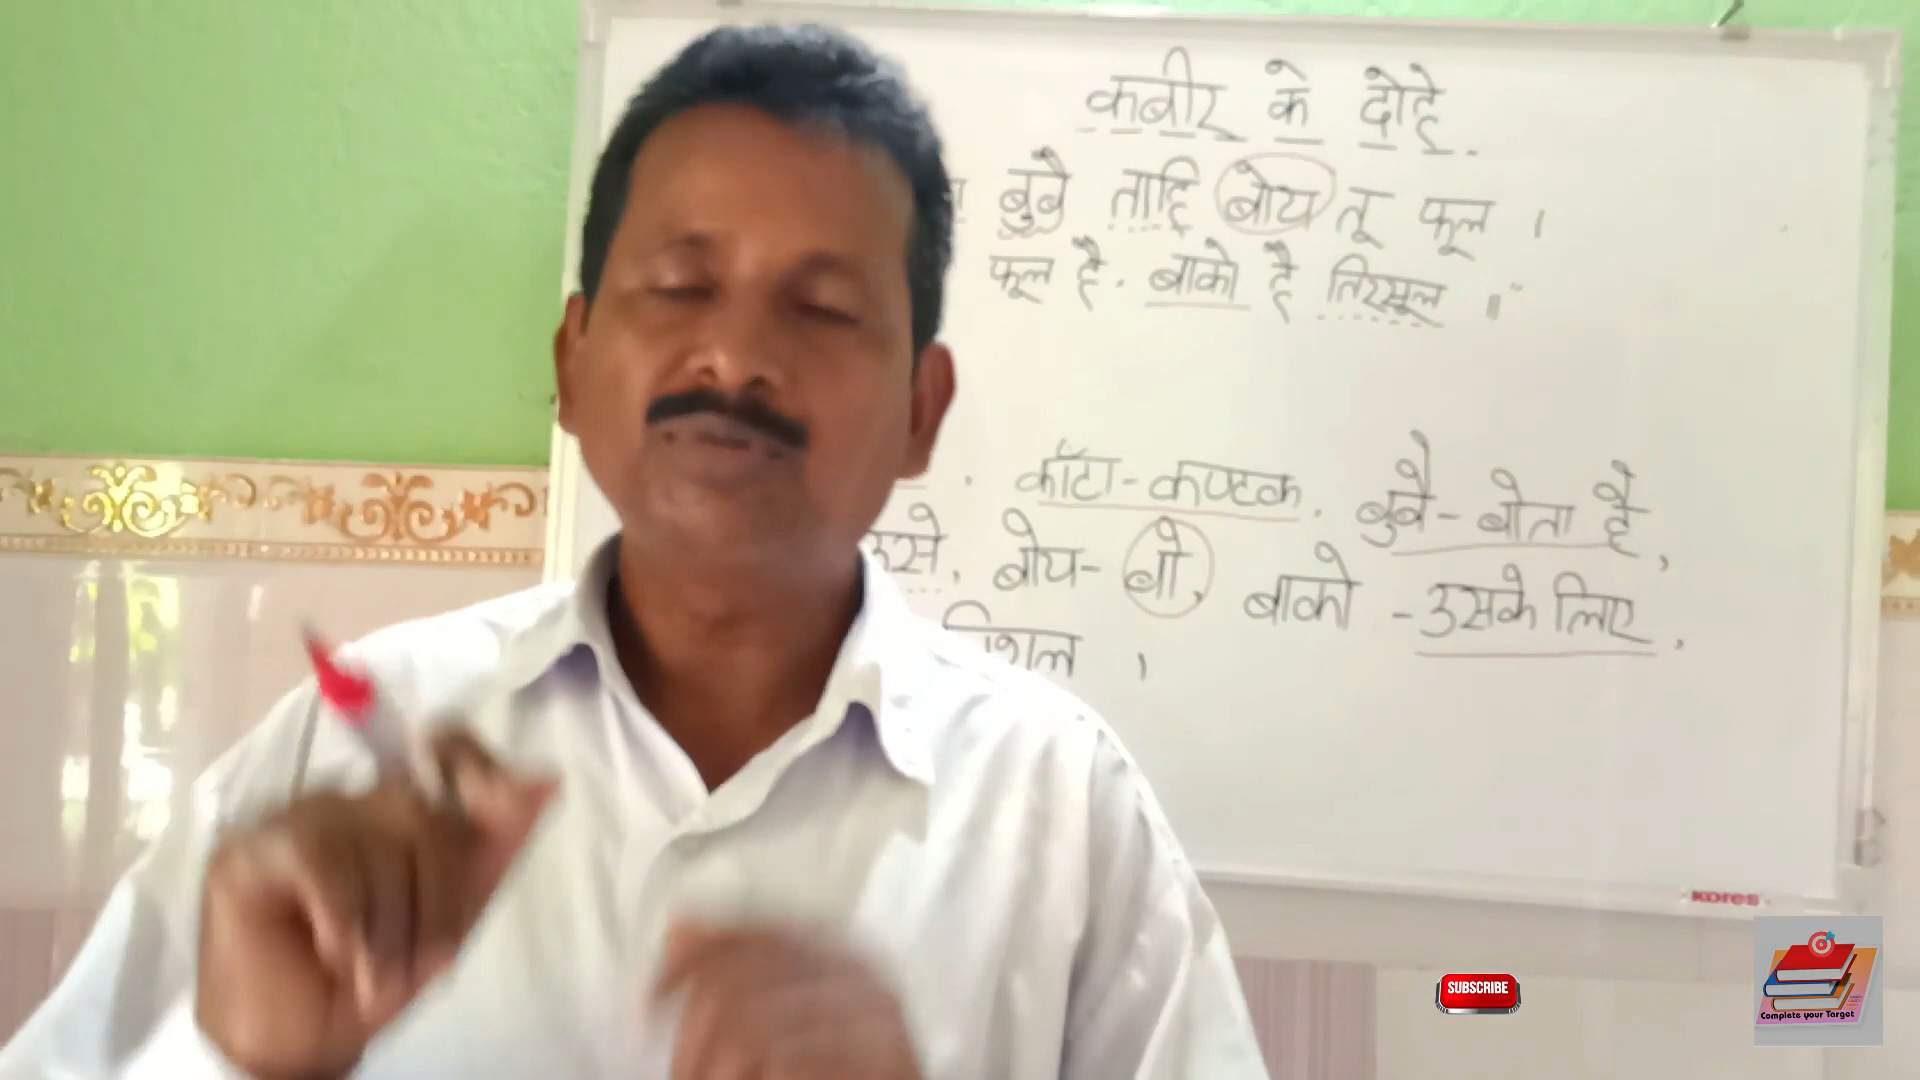 कबीर के दोहे.
बुबै ताहि बोय तू फूल ।
फूल है. बाको है तिरसूल ॥
काँटा - कण्टक. बुबै - बोता है,
उसे, बोय - बो, बाको - उसके लिए.
kores
SUBSCRIBE
Complete your Target